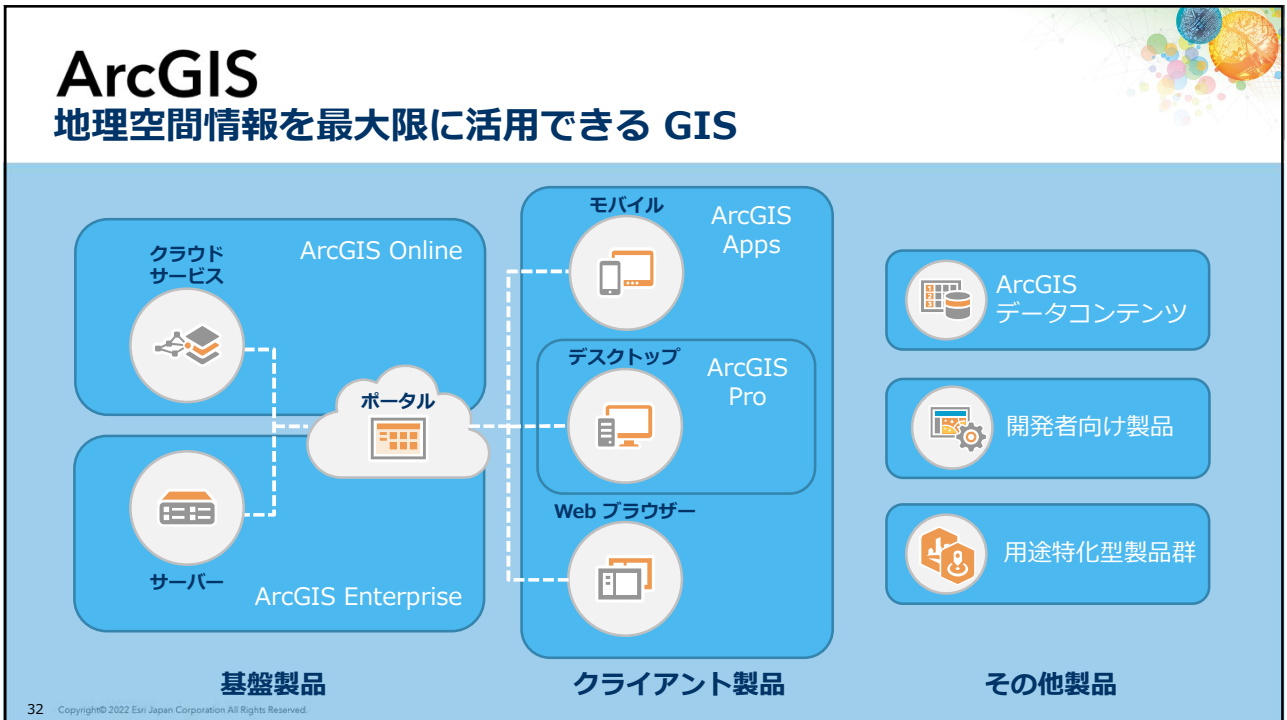 ArcGIS
地理空間情報を最大限に活用できる GIS
クラウド
サービス
ArcGIS Online
ポータル
サーバー
ArcGIS Enterprise
基盤製品
モバイル
ArcGIS
Apps
デスクトップ
ArcGIS
Pro
Web ブラウザー
クライアント製品
1
2
3
ArcGIS
データコンテンツ
開発者向け製品
用途特化型製品群
その他製品
32 Copyright© 2022 Esri Japan Corporation All Rights Reserved.